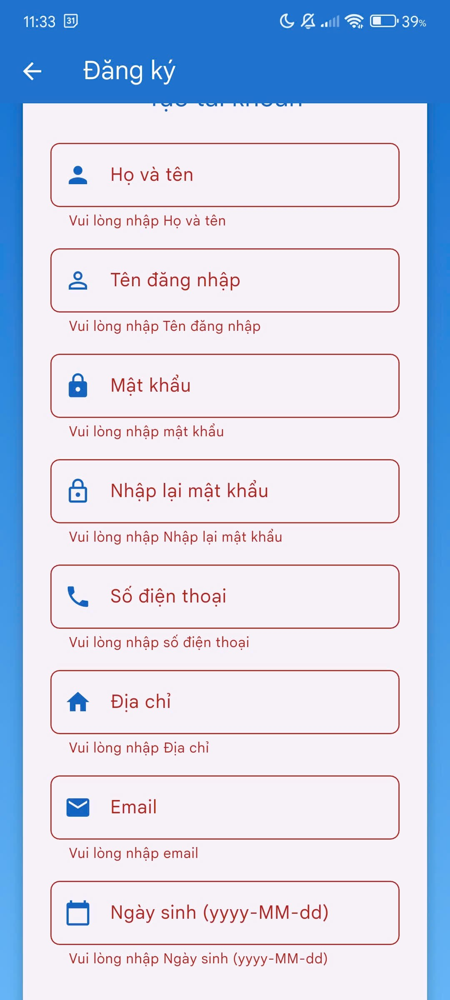 11:33 31 39%
Đăng ký
Tạo tài khoản
Họ và tên
Vui lòng nhập Họ và tên
Tên đăng nhập
Vui lòng nhập Tên đăng nhập
Mật khẩu
Vui lòng nhập mật khẩu
Nhập lại mật khẩu
Vui lòng nhập Nhập lại mật khẩu
Số điện thoại
Vui lòng nhập số điện thoại
Địa chỉ
Vui lòng nhập Địa chỉ
Email
Vui lòng nhập email
Ngày sinh (yyyy-MM-dd)
Vui lòng nhập Ngày sinh (yyyy-MM-dd)